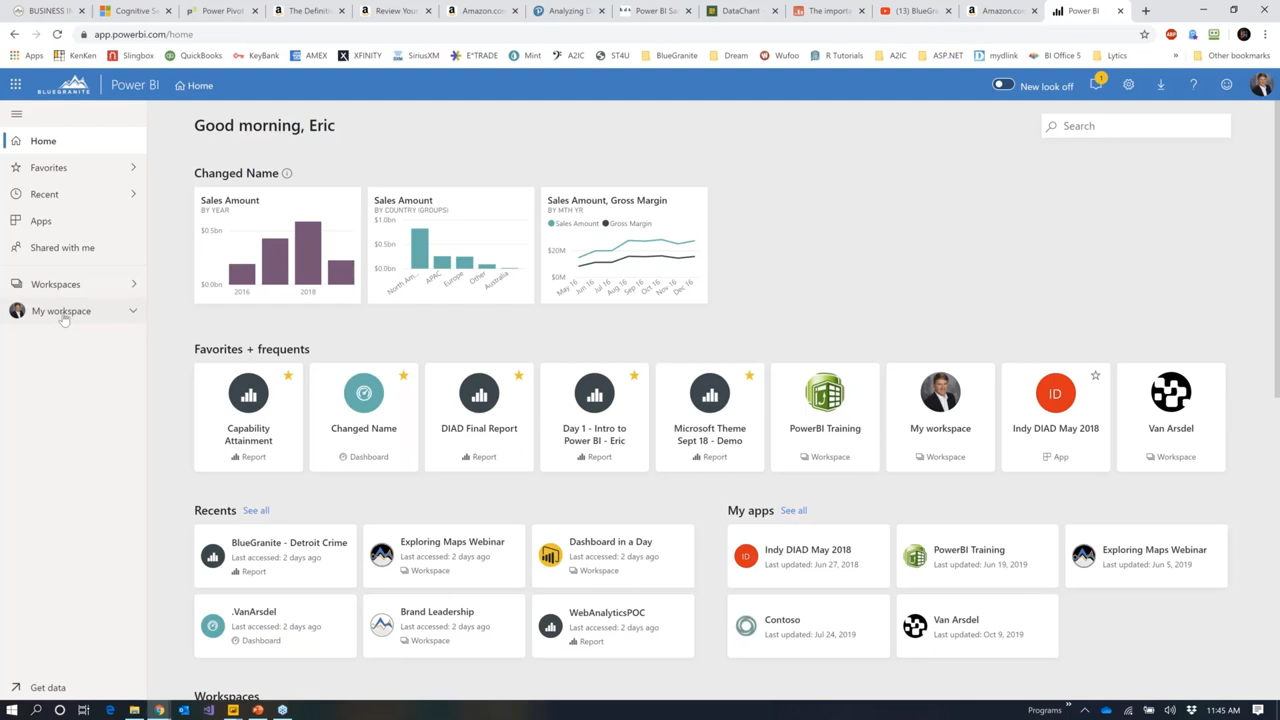 BUSINESS IN
Cognitive Se
Power Pivot
The Definiti
Review Your
Amazon.co
Analyzing D
Power BI Sa
DataChant
The importa
(13) BlueGra
Amazon.co
Power BI
app.powerbi.com/home
Apps
KenKen
Slingbox
QuickBooks
KeyBank
AMEX
XFINITY
SiriusXM
E*TRADE
Mint
A2IC
ST4U
BlueGranite
Dream
Wufoo
R Tutorials
A2IC
ASP.NET
mydlink
BI Office 5
Lytics
»
Other bookmarks
BLUEGRANITE
Power BI
Home
New look off
1
Home
Favorites
Recent
Apps
Shared with me
Workspaces
My workspace
Get data
Good morning, Eric
Search
Changed Name
Sales Amount
BY YEAR
$0.5bn
$0.0bn
2016
2018
Sales Amount
BY COUNTRY (GROUPS)
$1.0bn
$0.5bn
$0.0bn
North Am...
APAC
Europe
Other
Australia
Sales Amount, Gross Margin
BY MTH YR
Sales Amount
Gross Margin
$20M
$0M
May 16
Jun 16
Jul 16
Aug 16
Sep 16
Oct 16
Nov 16
Dec 16
Favorites + frequents
Capability
Attainment
Report
Changed Name
Dashboard
DIAD Final Report
Report
Day 1 - Intro to
Power BI - Eric
Report
Microsoft Theme
Sept 18 - Demo
Report
PowerBI Training
Workspace
My workspace
Workspace
ID
Indy DIAD May 2018
App
Van Arsdel
Workspace
Recents
See all
BlueGranite - Detroit Crime
Last accessed: 2 days ago
Report
Exploring Maps Webinar
Last accessed: 2 days ago
Workspace
Dashboard in a Day
Last accessed: 2 days ago
Workspace
.VanArsdel
Last accessed: 2 days ago
Dashboard
Brand Leadership
Last accessed: 2 days ago
Workspace
WebAnalyticsPOC
Last accessed: 2 days ago
Report
My apps
See all
ID
Indy DIAD May 2018
Last updated: Jun 27, 2018
PowerBI Training
Last updated: Jun 19, 2019
Exploring Maps Webinar
Last updated: Jun 5, 2019
Contoso
Last updated: Jul 24, 2019
Van Arsdel
Last updated: Oct 9, 2019
Workspaces
Programs
»
11:45 AM